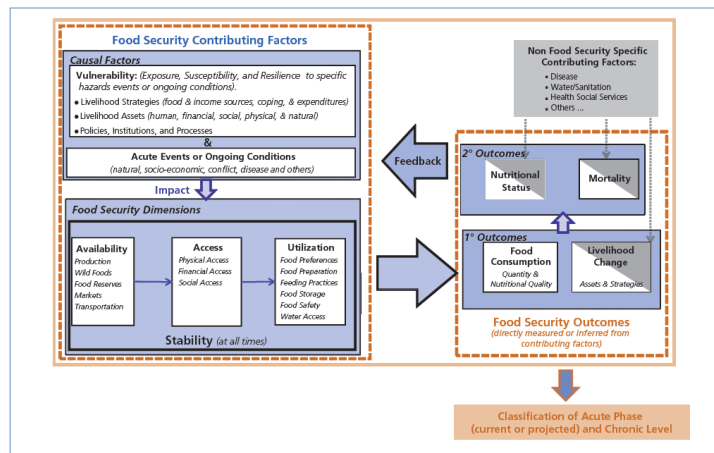 Food Security Contributing Factors
Causal Factors
Vulnerability: (Exposure, Susceptibility, and Resilience to specific
hazards events or ongoing conditions).
● Livelihood Strategies (food & income sources, coping, & expenditures)
● Livelihood Assets (human, financial, social, physical, & natural)
● Policies, Institutions, and Processes
&
Acute Events or Ongoing Conditions
(natural, socio-economic, conflict, disease and others)
Impact
Food Security Dimensions
Availability
Production
Wild Foods
Food Reserves
Markets
Transportation
Access
Physical Access
Financial Access
Social Access
Utilization
Food Preferences
Food Preparation
Feeding Practices
Food Storage
Food Safety
Water Access
Stability (at all times)
Feedback
Non Food Security Specific
Contributing Factors:
• Disease
• Water/Sanitation
• Health Social Services
• Others ...
2° Outcomes
Nutritional
Status
Mortality
1° Outcomes
Food
Consumption
Quantity &
Nutritional Quality
Livelihood
Change
Assets & Strategies
Food Security Outcomes
(directly measured or inferred from
contributing factors)
Classification of Acute Phase
(current or projected) and Chronic Level